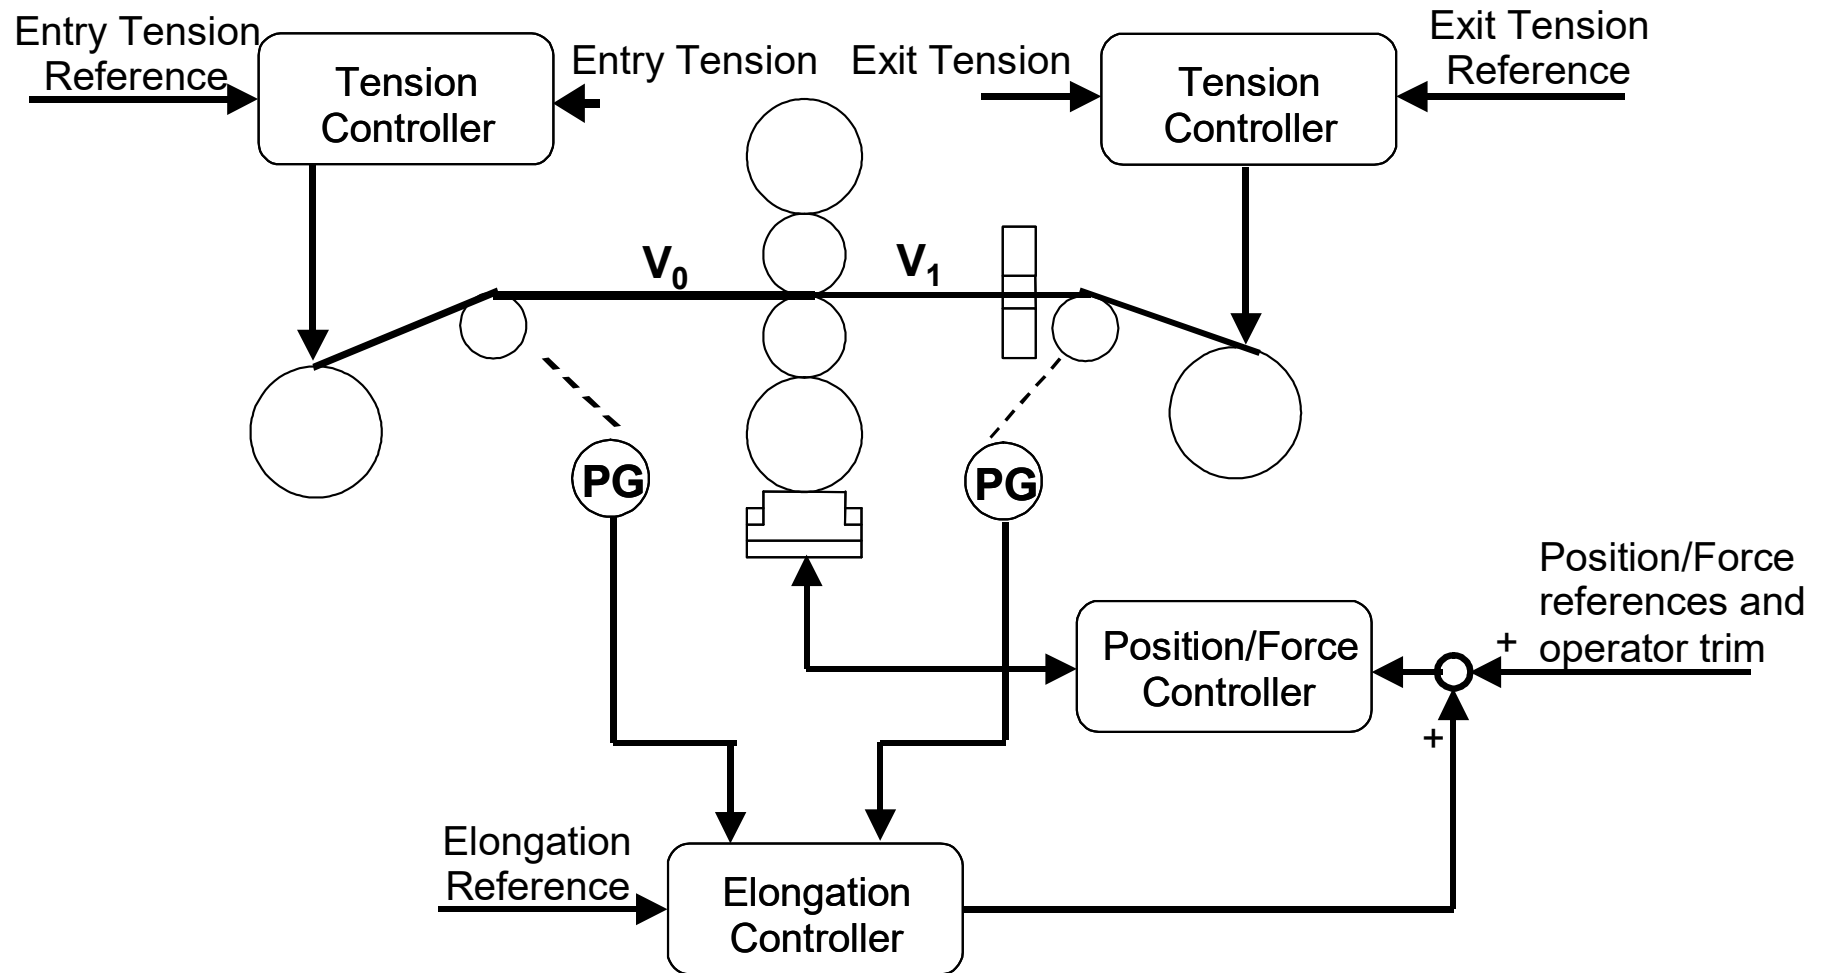 Entry Tension
Reference
Tension
Controller
Entry Tension
Exit Tension
Tension
Controller
Exit Tension
Reference
V0
V1
PG
PG
Position/Force
references and
operator trim
+
Position/Force
Controller
+
Elongation
Reference
Elongation
Controller